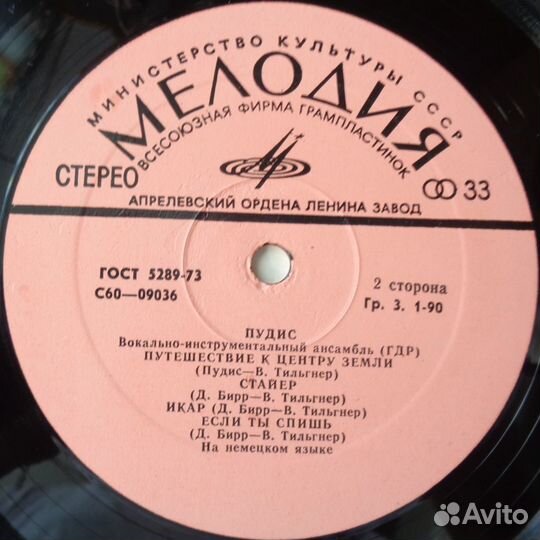 МИНИСТЕРСТВО КУЛЬТУРЫ СССР
МЕЛОДИЯ
ВСЕСОЮЗНАЯ ФИРМА ГРАМПЛАСТИНОК
СТЕРЕО 33
АПРЕЛЕВСКИЙ ОРДЕНА ЛЕНИНА ЗАВОД
ГОСТ 5289-73
С60—09036
2 сторона
Гр. 3. 1-90
ПУДИС
Вокально-инструментальный ансамбль (ГДР)
ПУТЕШЕСТВИЕ К ЦЕНТРУ ЗЕМЛИ
(Пудис—В. Тильгнер)
СТАЙЕР
(Д. Бирр—В. Тильгнер)
ИКАР (Д. Бирр—В. Тильгнер)
ЕСЛИ ТЫ СПИШЬ
(Д. Бирр—В. Тильгнер)
На немецком языке
Avito